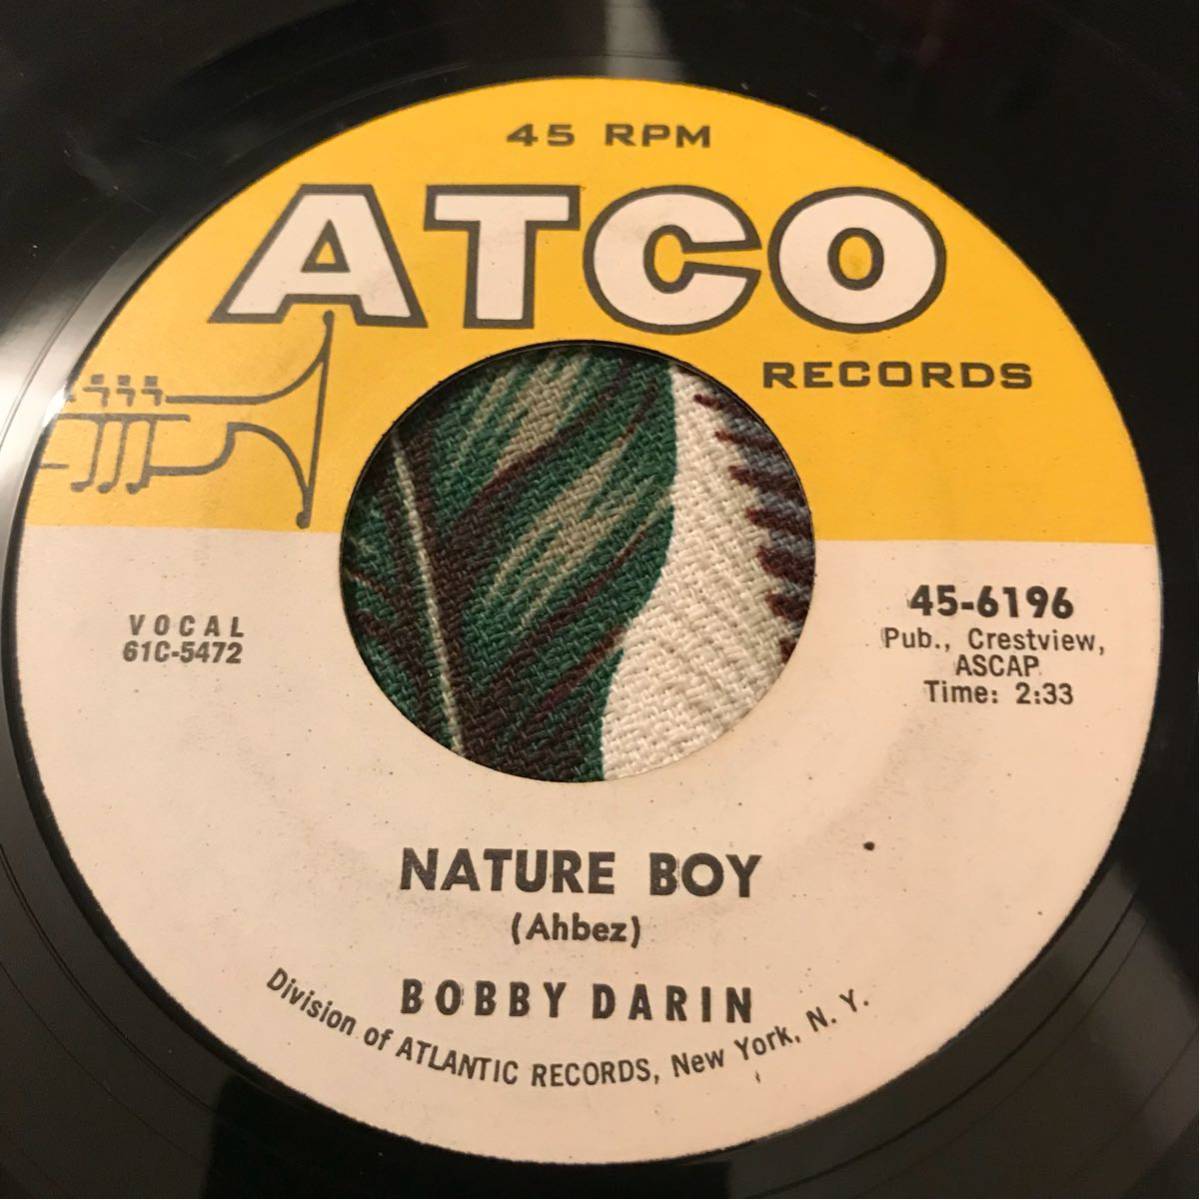 45 RPM
ATCO
RECORDS
VOCAL
61C-5472
45-6196
Pub., Crestview,
ASCAP
Time: 2:33
NATURE BOY
(Ahbez)
BOBBY DARIN
Division of ATLANTIC RECORDS, New York, N. Y.